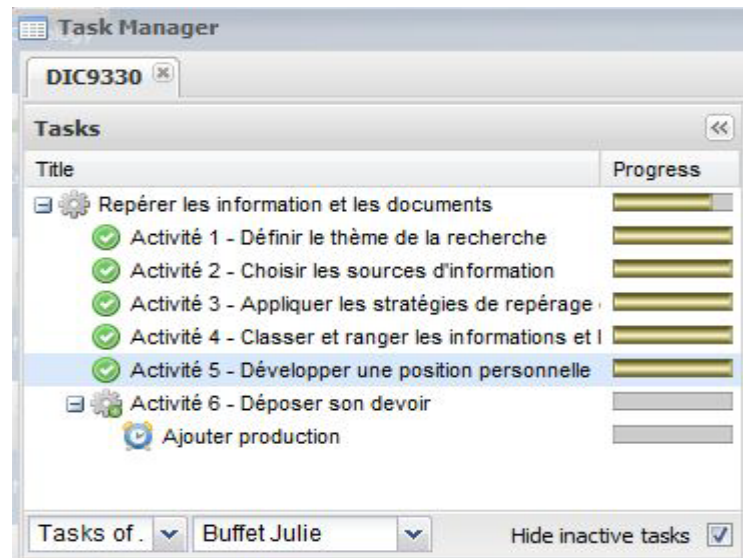 Task Manager
DIC9330
Tasks
Title Progress
Repérer les information et les documents
Activité 1 - Définir le thème de la recherche
Activité 2 - Choisir les sources d'information
Activité 3 - Appliquer les stratégies de repérage
Activité 4 - Classer et ranger les informations et l
Activité 5 - Développer une position personnelle
Activité 6 - Déposer son devoir
Ajouter production
Tasks of . Buffet Julie Hide inactive tasks